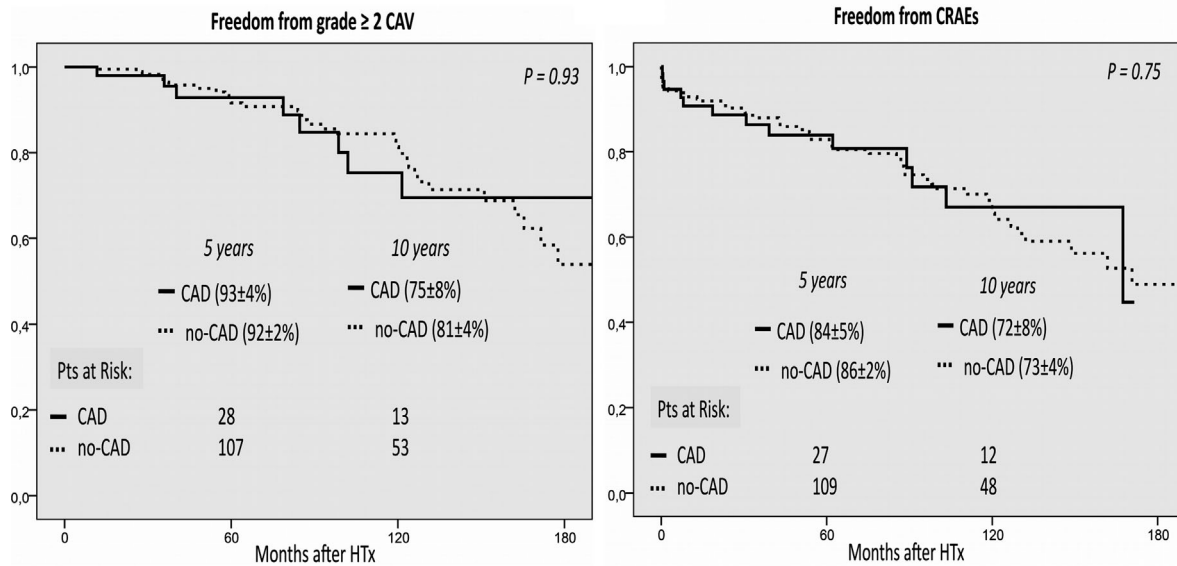 Freedom from grade ≥ 2 CAV
P = 0.93
1,0
0,8
0,6
0,4
0,2
0,0
5 years 10 years
CAD (93±4%) CAD (75±8%)
no-CAD (92±2%) no-CAD (81±4%)
Pts at Risk:
CAD 28 13
no-CAD 107 53
0 60 120 180
Months after HTx
Freedom from CRAEs
P = 0.75
1,0
0,8
0,6
0,4
0,2
0,0
5 years 10 years
CAD (84±5%) CAD (72±8%)
no-CAD (86±2%) no-CAD (73±4%)
Pts at Risk:
CAD 27 12
no-CAD 109 48
0 60 120 180
Months after HTx